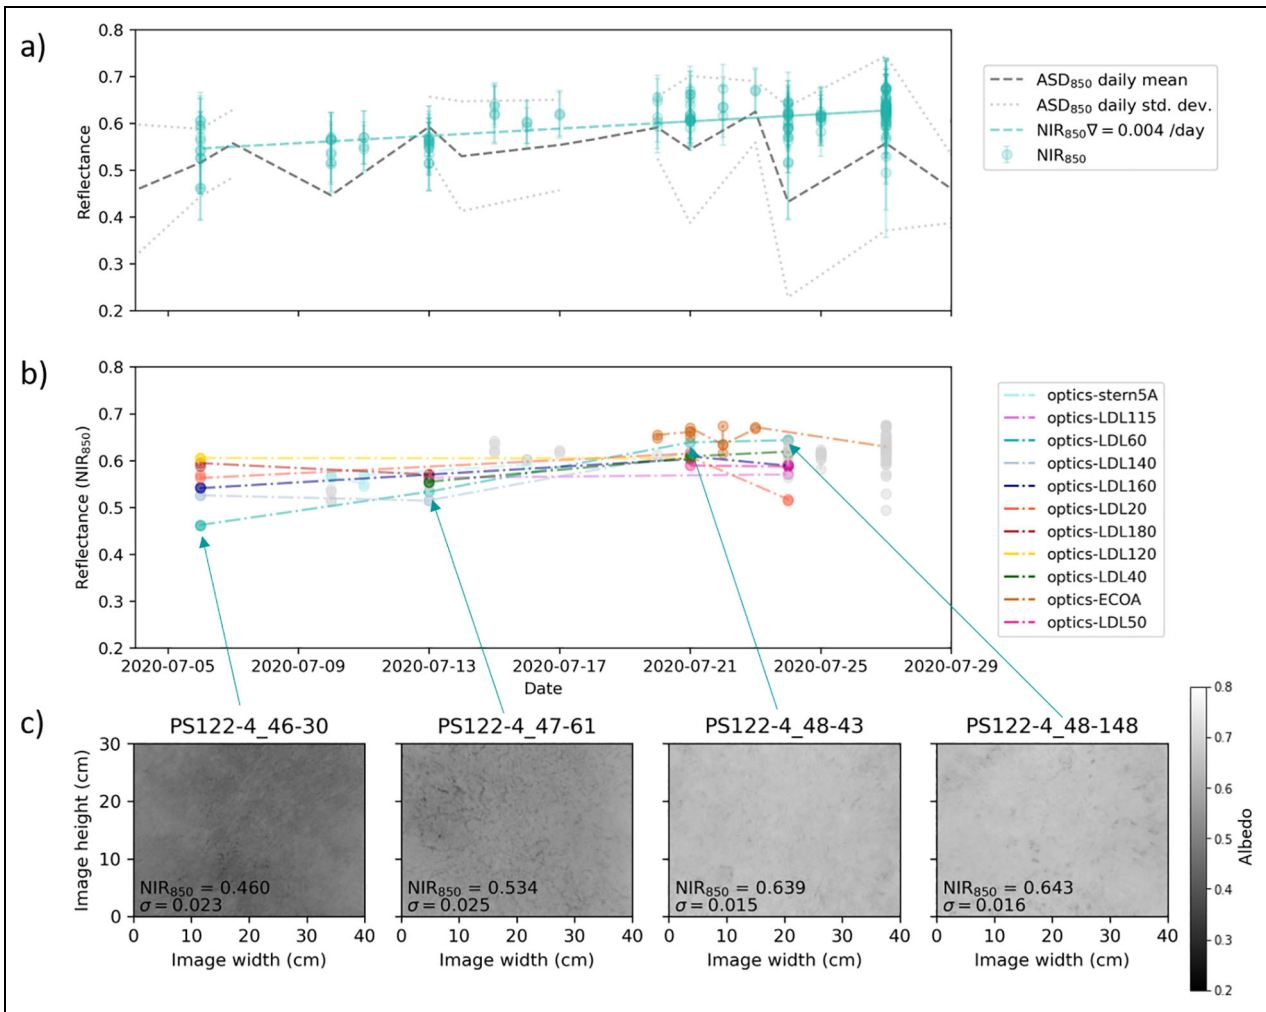 a)
0.8
0.7
0.6
0.5
0.4
0.3
0.2
Reflectance
ASD850 daily mean
ASD850 daily std. dev.
NIR850∇ = 0.004 /day
NIR850
b)
0.8
0.7
0.6
0.5
0.4
0.3
0.2
Reflectance (NIR850)
optics-stern5A
optics-LDL115
optics-LDL60
optics-LDL140
optics-LDL160
optics-LDL20
optics-LDL180
optics-LDL120
optics-LDL40
optics-ECOA
optics-LDL50
2020-07-05 2020-07-09 2020-07-13 2020-07-17 2020-07-21 2020-07-25 2020-07-29
Date
c)
PS122-4_46-30 PS122-4_47-61 PS122-4_48-43 PS122-4_48-148
30
20
10
0
Image height (cm)
NIR850 = 0.460
σ = 0.023
NIR850 = 0.534
σ = 0.025
NIR850 = 0.639
σ = 0.015
NIR850 = 0.643
σ = 0.016
0 10 20 30 40 0 10 20 30 40 0 10 20 30 40 0 10 20 30 40
Image width (cm) Image width (cm) Image width (cm) Image width (cm)
0.8
0.7
0.6
0.5
0.4
0.3
0.2
Albedo